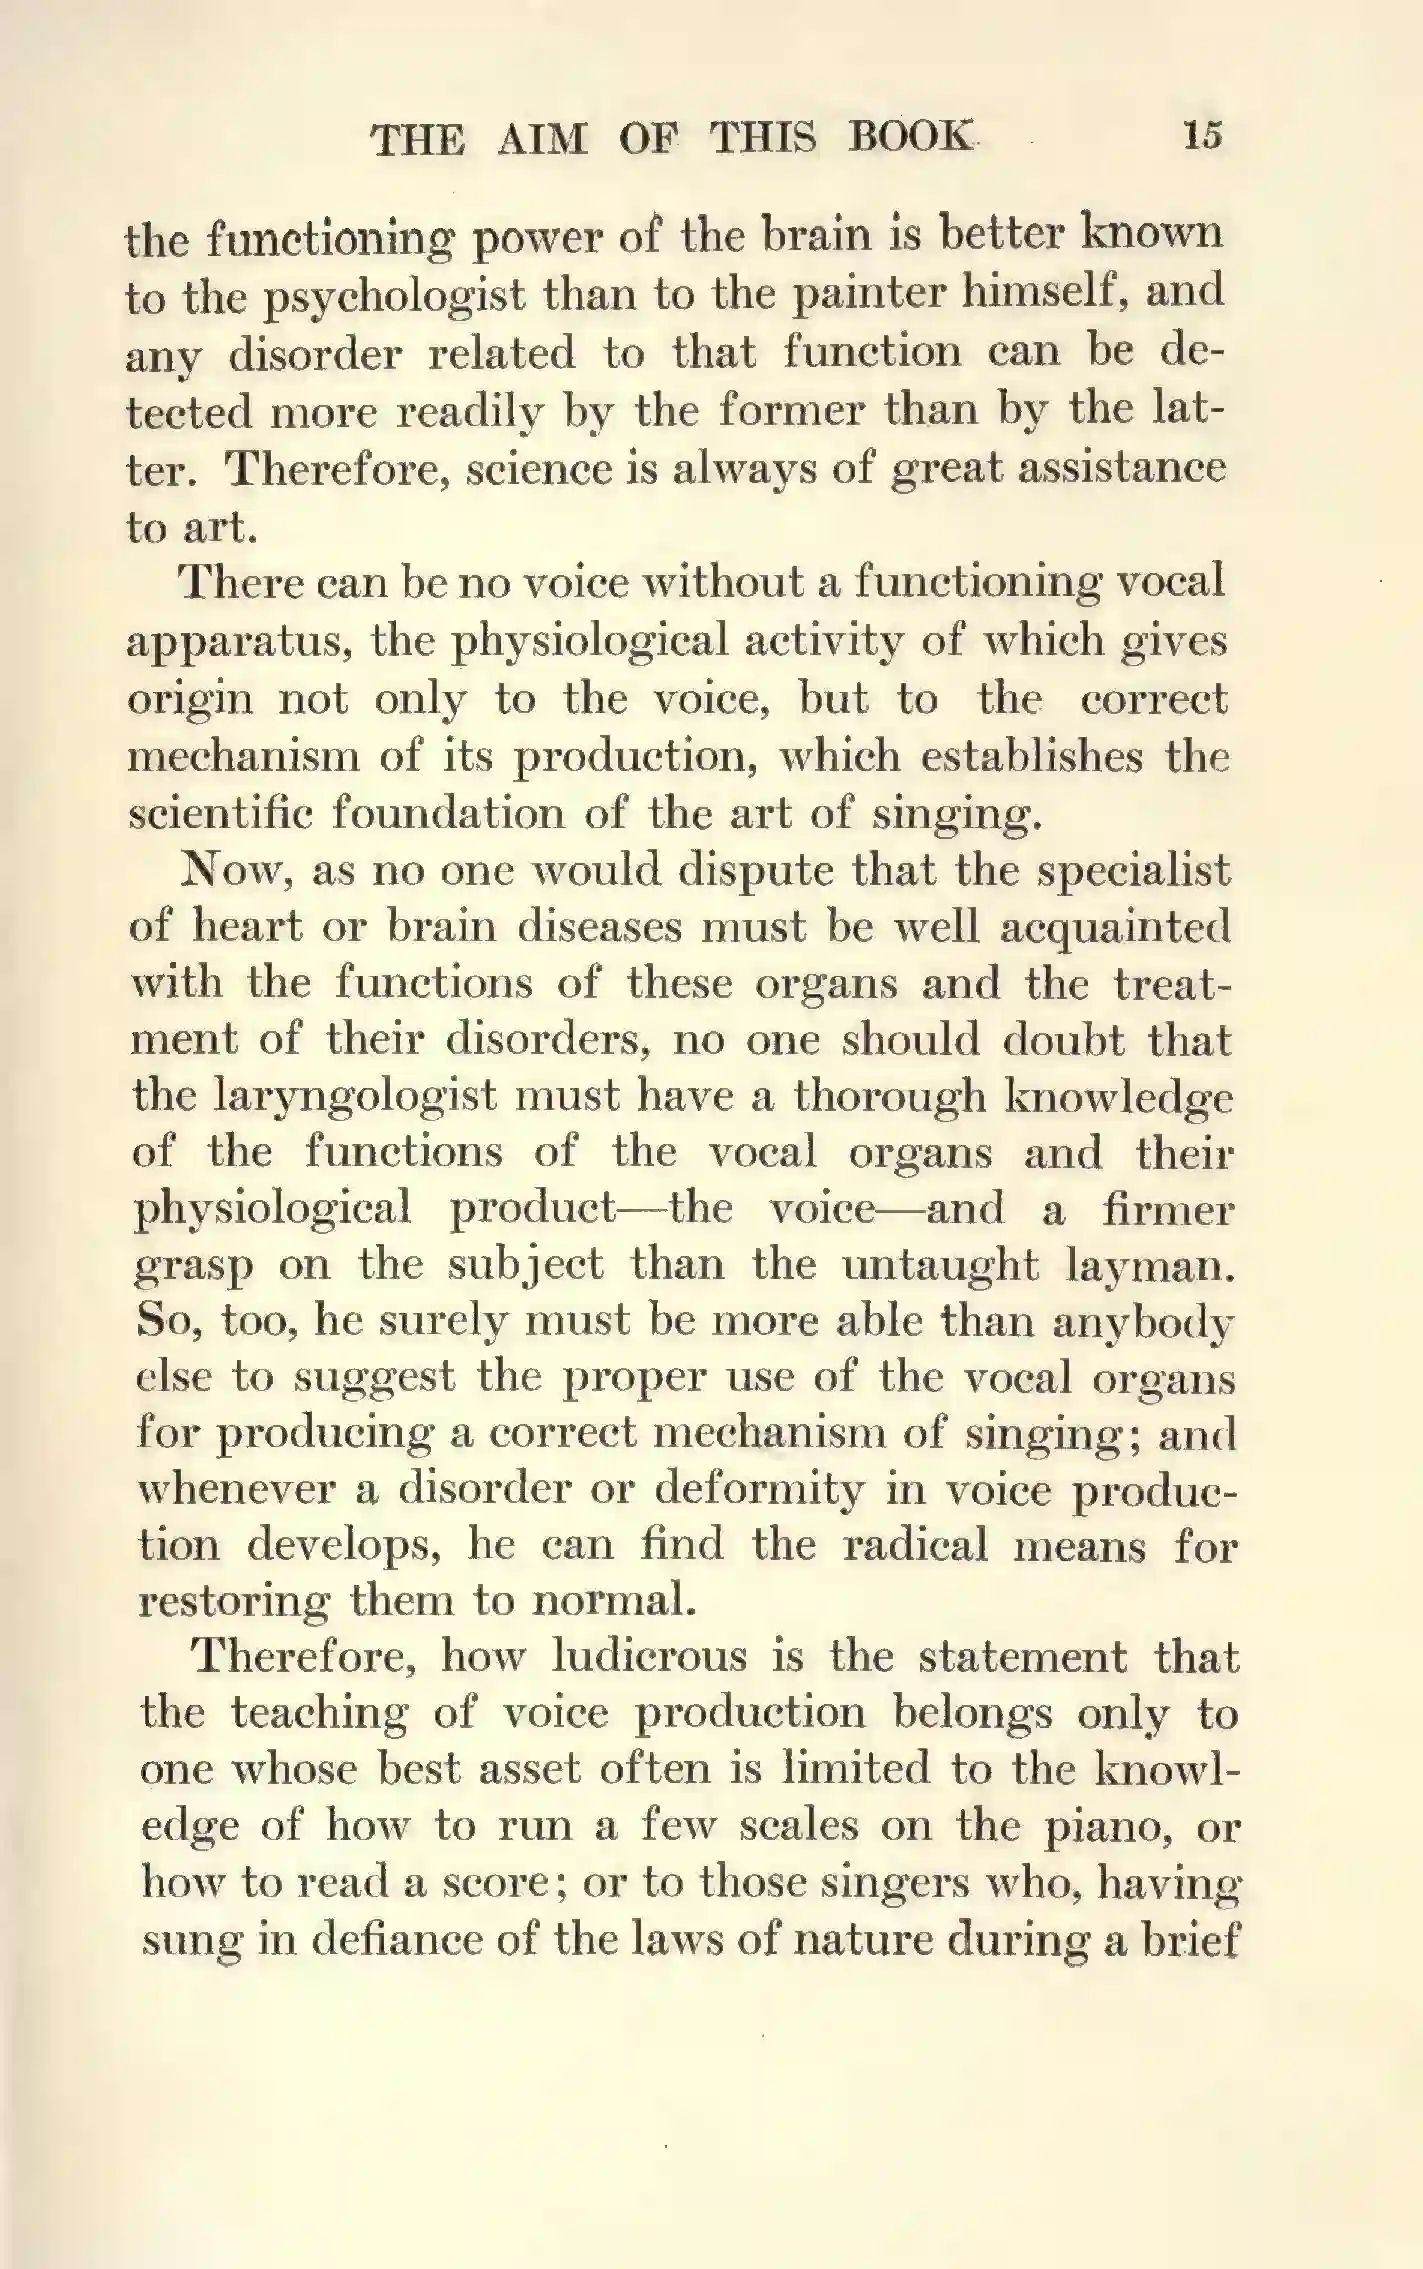 THE AIM OF THIS BOOK 15
the functioning power of the brain is better known
to the psychologist than to the painter himself, and
any disorder related to that function can be de-
tected more readily by the former than by the lat-
ter. Therefore, science is always of great assistance
to art.
There can be no voice without a functioning vocal
apparatus, the physiological activity of which gives
origin not only to the voice, but to the correct
mechanism of its production, which establishes the
scientific foundation of the art of singing.
Now, as no one would dispute that the specialist
of heart or brain diseases must be well acquainted
with the functions of these organs and the treat-
ment of their disorders, no one should doubt that
the laryngologist must have a thorough knowledge
of the functions of the vocal organs and their
physiological product—the voice—and a firmer
grasp on the subject than the untaught layman.
So, too, he surely must be more able than anybody
else to suggest the proper use of the vocal organs
for producing a correct mechanism of singing; and
whenever a disorder or deformity in voice produc-
tion develops, he can find the radical means for
restoring them to normal.
Therefore, how ludicrous is the statement that
the teaching of voice production belongs only to
one whose best asset often is limited to the knowl-
edge of how to run a few scales on the piano, or
how to read a score; or to those singers who, having
sung in defiance of the laws of nature during a brief